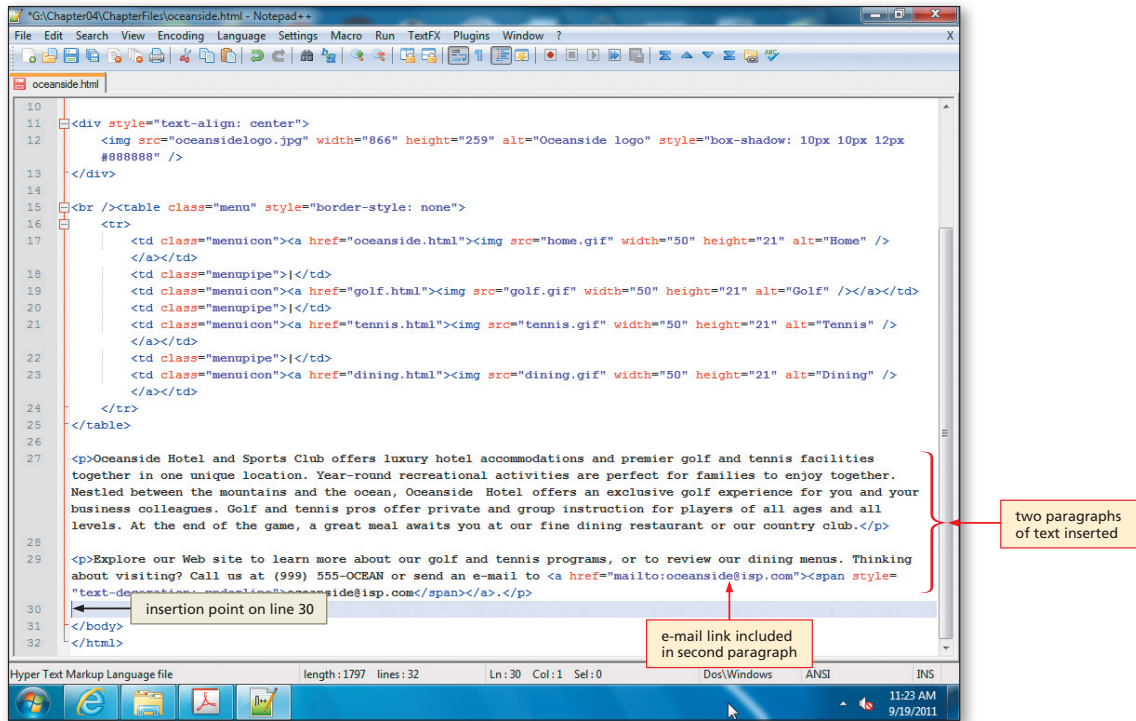 *G:\Chapter04\ChapterFiles\oceanside.html - Notepad++
File Edit Search View Encoding Language Settings Macro Run TextFX Plugins Window ? X
oceanside.html
10
11 <div style="text-align: center">
12 <img src="oceansidelogo.jpg" width="866" height="259" alt="Oceanside logo" style="box-shadow: 10px 10px 12px
#888888" />
13 </div>
14
15 <br /><table class="menu" style="border-style: none">
16 <tr>
17 <td class="menuicon"><a href="oceanside.html"><img src="home.gif" width="50" height="21" alt="Home" />
</a></td>
18 <td class="menupipe">|</td>
19 <td class="menuicon"><a href="golf.html"><img src="golf.gif" width="50" height="21" alt="Golf" /></a></td>
20 <td class="menupipe">|</td>
21 <td class="menuicon"><a href="tennis.html"><img src="tennis.gif" width="50" height="21" alt="Tennis" />
</a></td>
22 <td class="menupipe">|</td>
23 <td class="menuicon"><a href="dining.html"><img src="dining.gif" width="50" height="21" alt="Dining" />
</a></td>
24 </tr>
25 </table>
26
27 <p>Oceanside Hotel and Sports Club offers luxury hotel accommodations and premier golf and tennis facilities
together in one unique location. Year-round recreational activities are perfect for families to enjoy together.
Nestled between the mountains and the ocean, Oceanside  Hotel offers an exclusive golf experience for you and your
business colleagues. Golf and tennis pros offer private and group instruction for players of all ages and all
levels. At the end of the game, a great meal awaits you at our fine dining restaurant or our country club.</p>
two paragraphs
of text inserted
28
29 <p>Explore our Web site to learn more about our golf and tennis programs, or to review our dining menus. Thinking
about visiting? Call us at (999) 555-OCEAN or send an e-mail to <a href="mailto:oceanside@isp.com"><span style=
"text-decoration: underline">oceanside@isp.com</span></a>.</p>
30
insertion point on line 30
31 </body>
32 </html>
e-mail link included
in second paragraph
Hyper Text Markup Language file length : 1797 lines : 32 Ln : 30 Col : 1 Sel : 0 Dos\Windows ANSI INS
11:23 AM
9/19/2011